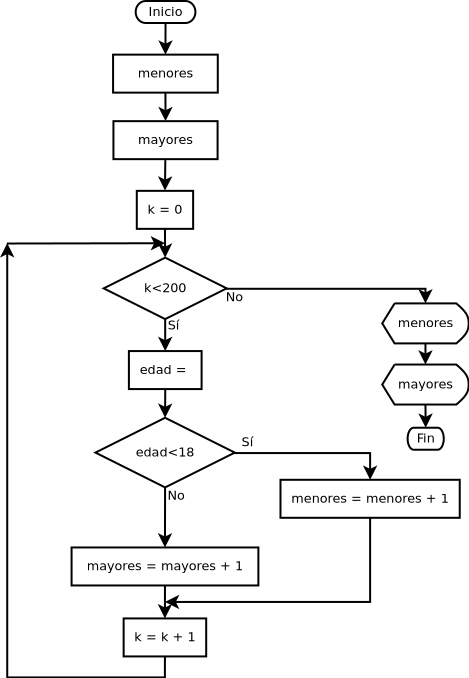 Inicio
menores
mayores
k = 0
k<200
No
Sí
menores
edad =
mayores
edad<18
Sí
Fin
No
menores = menores + 1
mayores = mayores + 1
k = k + 1